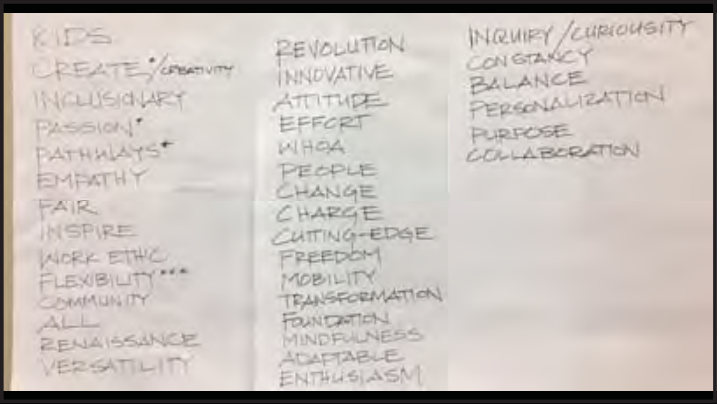 KIDS
CREATE*/CREATIVITY
INCLUSIONARY
PASSION*
PATHWAYS*
EMPATHY
FAIR
INSPIRE
WORK ETHIC
FLEXIBILITY***
COMMUNITY
ALL
RENAISSANCE
VERSATILITY
REVOLUTION
INNOVATIVE
ATTITUDE
EFFORT
WHOA
PEOPLE
CHANGE
CHARGE
CUTTING-EDGE
FREEDOM
MOBILITY
TRANSFORMATION
FOUNDATION
MINDFULNESS
ADAPTABLE
ENTHUSIASM
INQUIRY/CURIOUSITY
CONSTANCY
BALANCE
PERSONALIZATION
PURPOSE
COLLABORATION